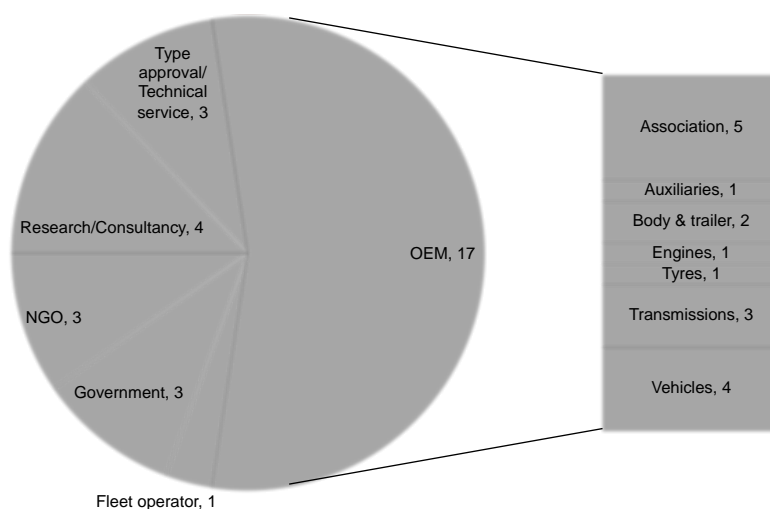 Type
approval/
Technical
service, 3
Research/Consultancy, 4
NGO, 3
Government, 3
Fleet operator, 1
OEM, 17
Association, 5
Auxiliaries, 1
Body & trailer, 2
Engines, 1
Tyres, 1
Transmissions, 3
Vehicles, 4